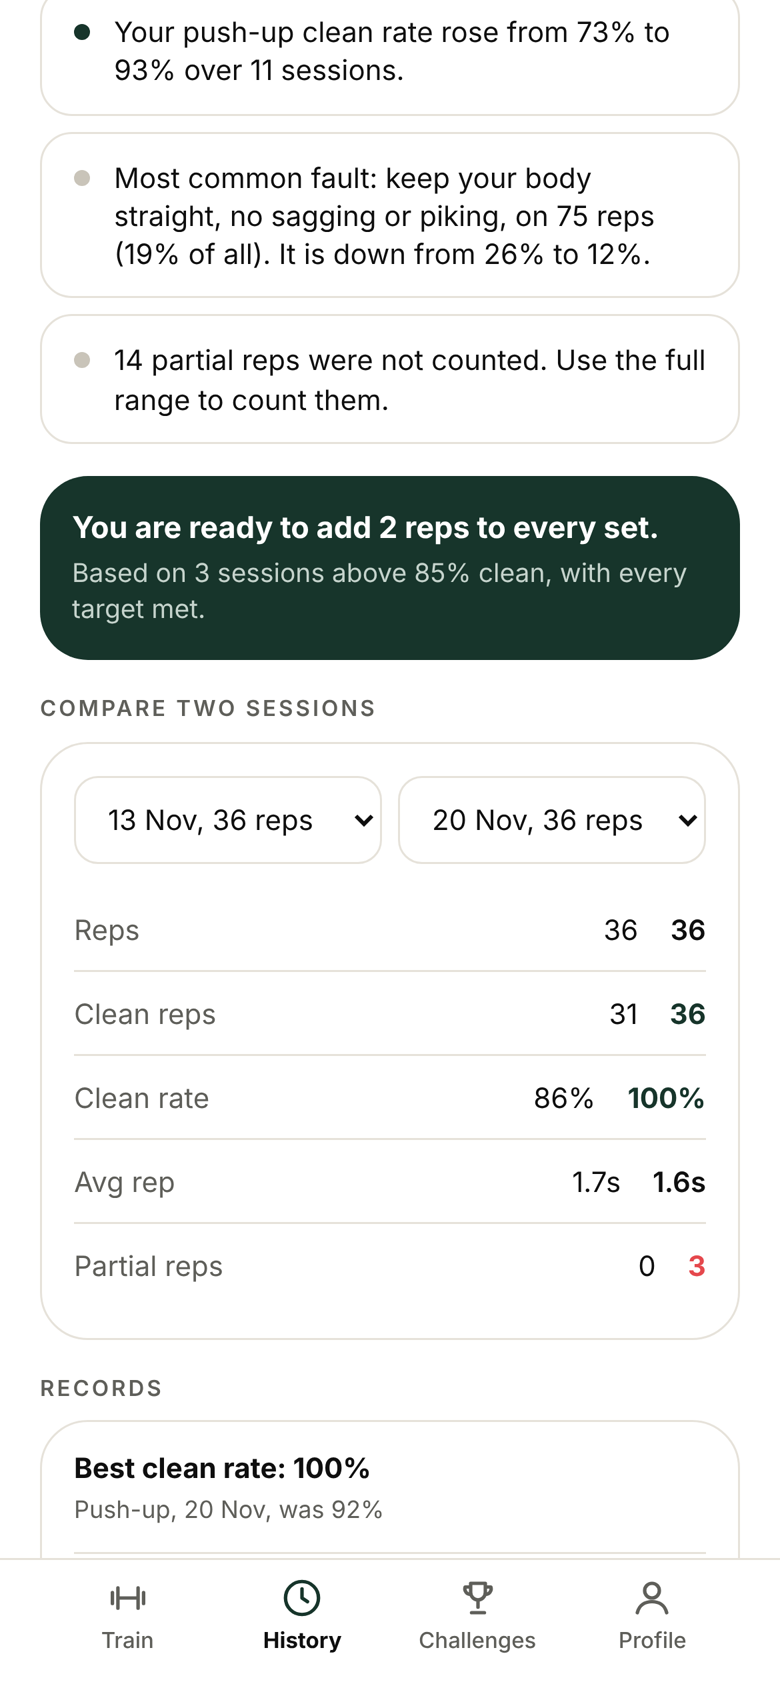 Your push-up clean rate rose from 73% to
93% over 11 sessions.
Most common fault: keep your body
straight, no sagging or piking, on 75 reps
(19% of all). It is down from 26% to 12%.
14 partial reps were not counted. Use the full
range to count them.
You are ready to add 2 reps to every set.
Based on 3 sessions above 85% clean, with every
target met.
COMPARE TWO SESSIONS
13 Nov, 36 reps 20 Nov, 36 reps
Reps 36 36
Clean reps 31 36
Clean rate 86% 100%
Avg rep 1.7s 1.6s
Partial reps 0 3
RECORDS
Best clean rate: 100%
Push-up, 20 Nov, was 92%
Train History Challenges Profile